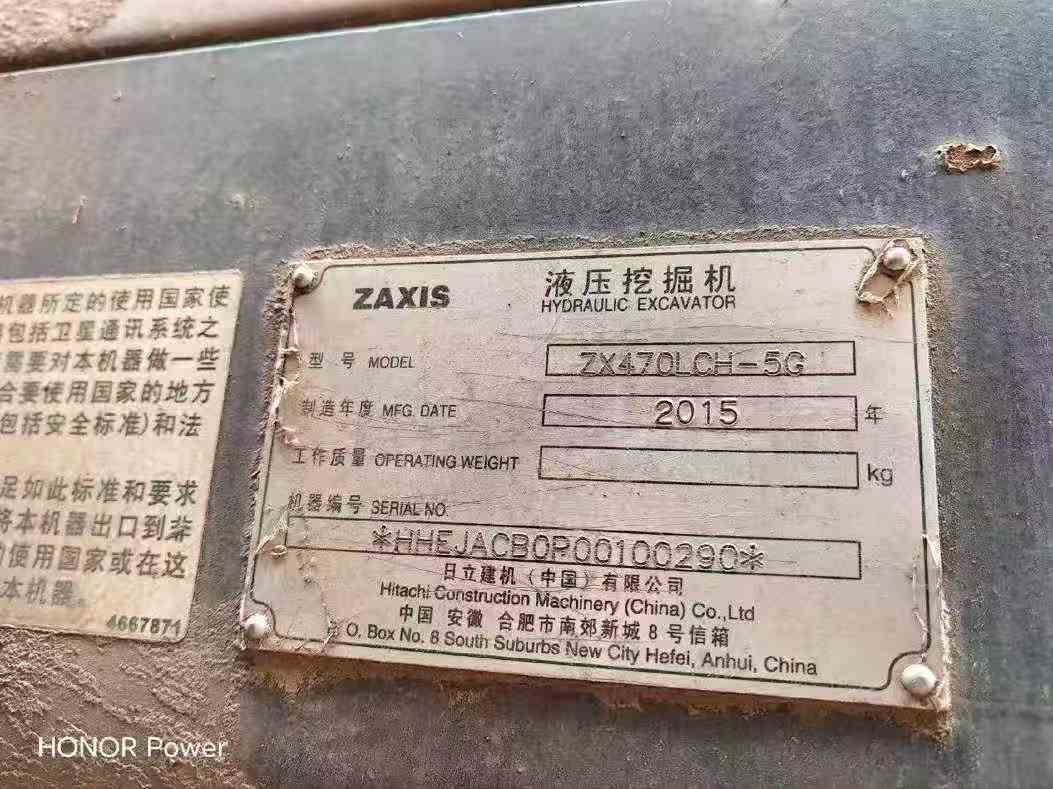 机器所定的使用国家使
包括卫星通讯系统之
需要对本机器做一些
合要使用国家的地方
包括安全标准)和法
足如此标准和要求
将本机器出口到非
使用国家或在这
本机器。
4667871
ZAXIS
液压挖掘机
HYDRAULIC EXCAVATOR
型号 MODEL ZX470LCH-5G
制造年度 MFG. DATE 2015 年
工作质量 OPERATING WEIGHT kg
机器编号 SERIAL NO
*HHEJACB0P00100290*
日立建机（中国）有限公司
Hitachi Construction Machinery (China) Co.,Ltd
中国 安徽 合肥市南郊新城 8 号信箱
O. Box No. 8 South Suburbs New City Hefei, Anhui, China
HONOR Power